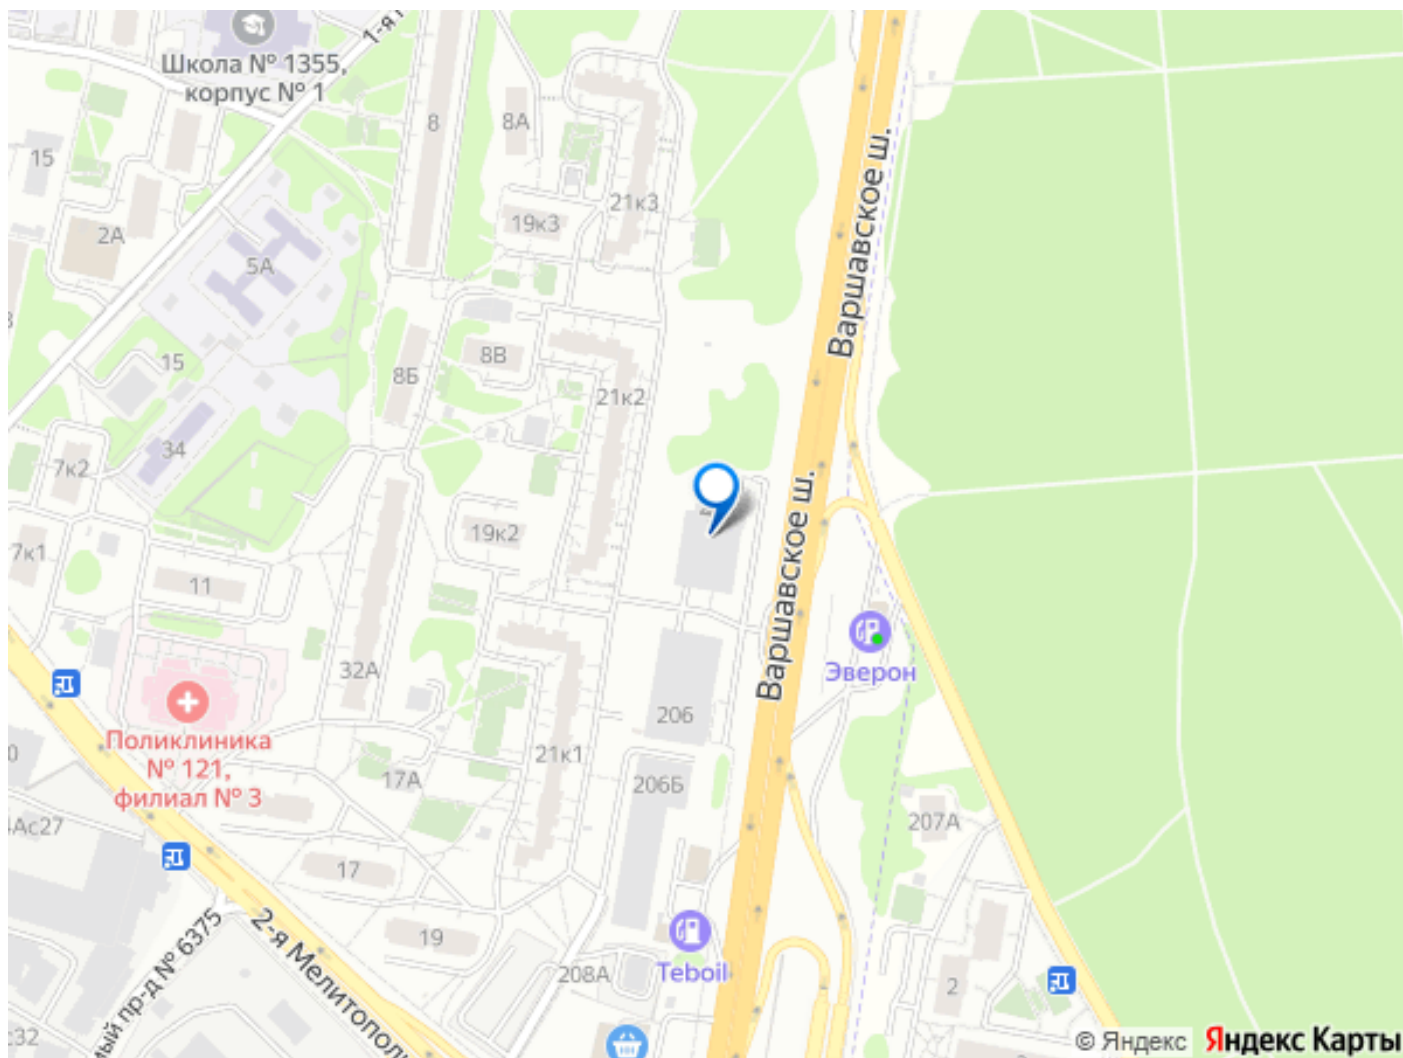 1-я
Школа № 1355,
корпус № 1
8
8А
15
21к3
19к3
2А
5А
Варшавское ш.
8В
15
8Б
21к2
34
7к2
Варшавское ш.
19к2
7к1
11
32А
Эверон
206
Поликлиника
№ 121,
филиал № 3
21к1
17А
206Б
207А
17
19
2-я Мелитополь
№ 6375
208А
Teboil
2
© Яндекс
Яндекс Карты